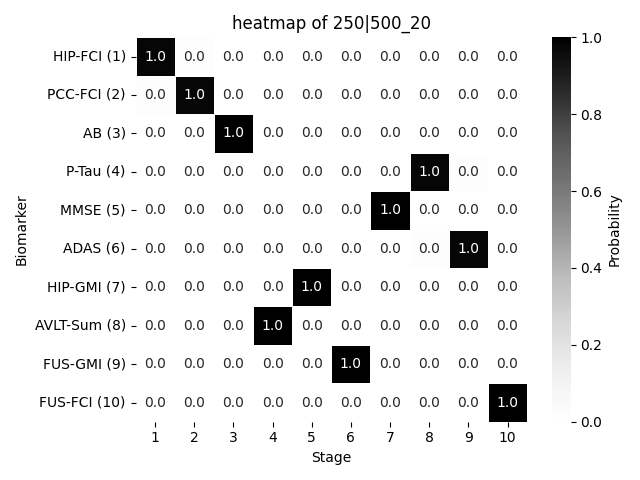 heatmap of 250|500_20
HIP-FCI (1) 1.0 0.0 0.0 0.0 0.0 0.0 0.0 0.0 0.0 0.0
PCC-FCI (2) 0.0 1.0 0.0 0.0 0.0 0.0 0.0 0.0 0.0 0.0
AB (3) 0.0 0.0 1.0 0.0 0.0 0.0 0.0 0.0 0.0 0.0
P-Tau (4) 0.0 0.0 0.0 0.0 0.0 0.0 0.0 1.0 0.0 0.0
MMSE (5) 0.0 0.0 0.0 0.0 0.0 0.0 1.0 0.0 0.0 0.0
ADAS (6) 0.0 0.0 0.0 0.0 0.0 0.0 0.0 0.0 1.0 0.0
HIP-GMI (7) 0.0 0.0 0.0 0.0 1.0 0.0 0.0 0.0 0.0 0.0
AVLT-Sum (8) 0.0 0.0 0.0 1.0 0.0 0.0 0.0 0.0 0.0 0.0
FUS-GMI (9) 0.0 0.0 0.0 0.0 0.0 1.0 0.0 0.0 0.0 0.0
FUS-FCI (10) 0.0 0.0 0.0 0.0 0.0 0.0 0.0 0.0 0.0 1.0
1 2 3 4 5 6 7 8 9 10
Stage
Biomarker
1.0
0.8
0.6
0.4
0.2
0.0
Probability